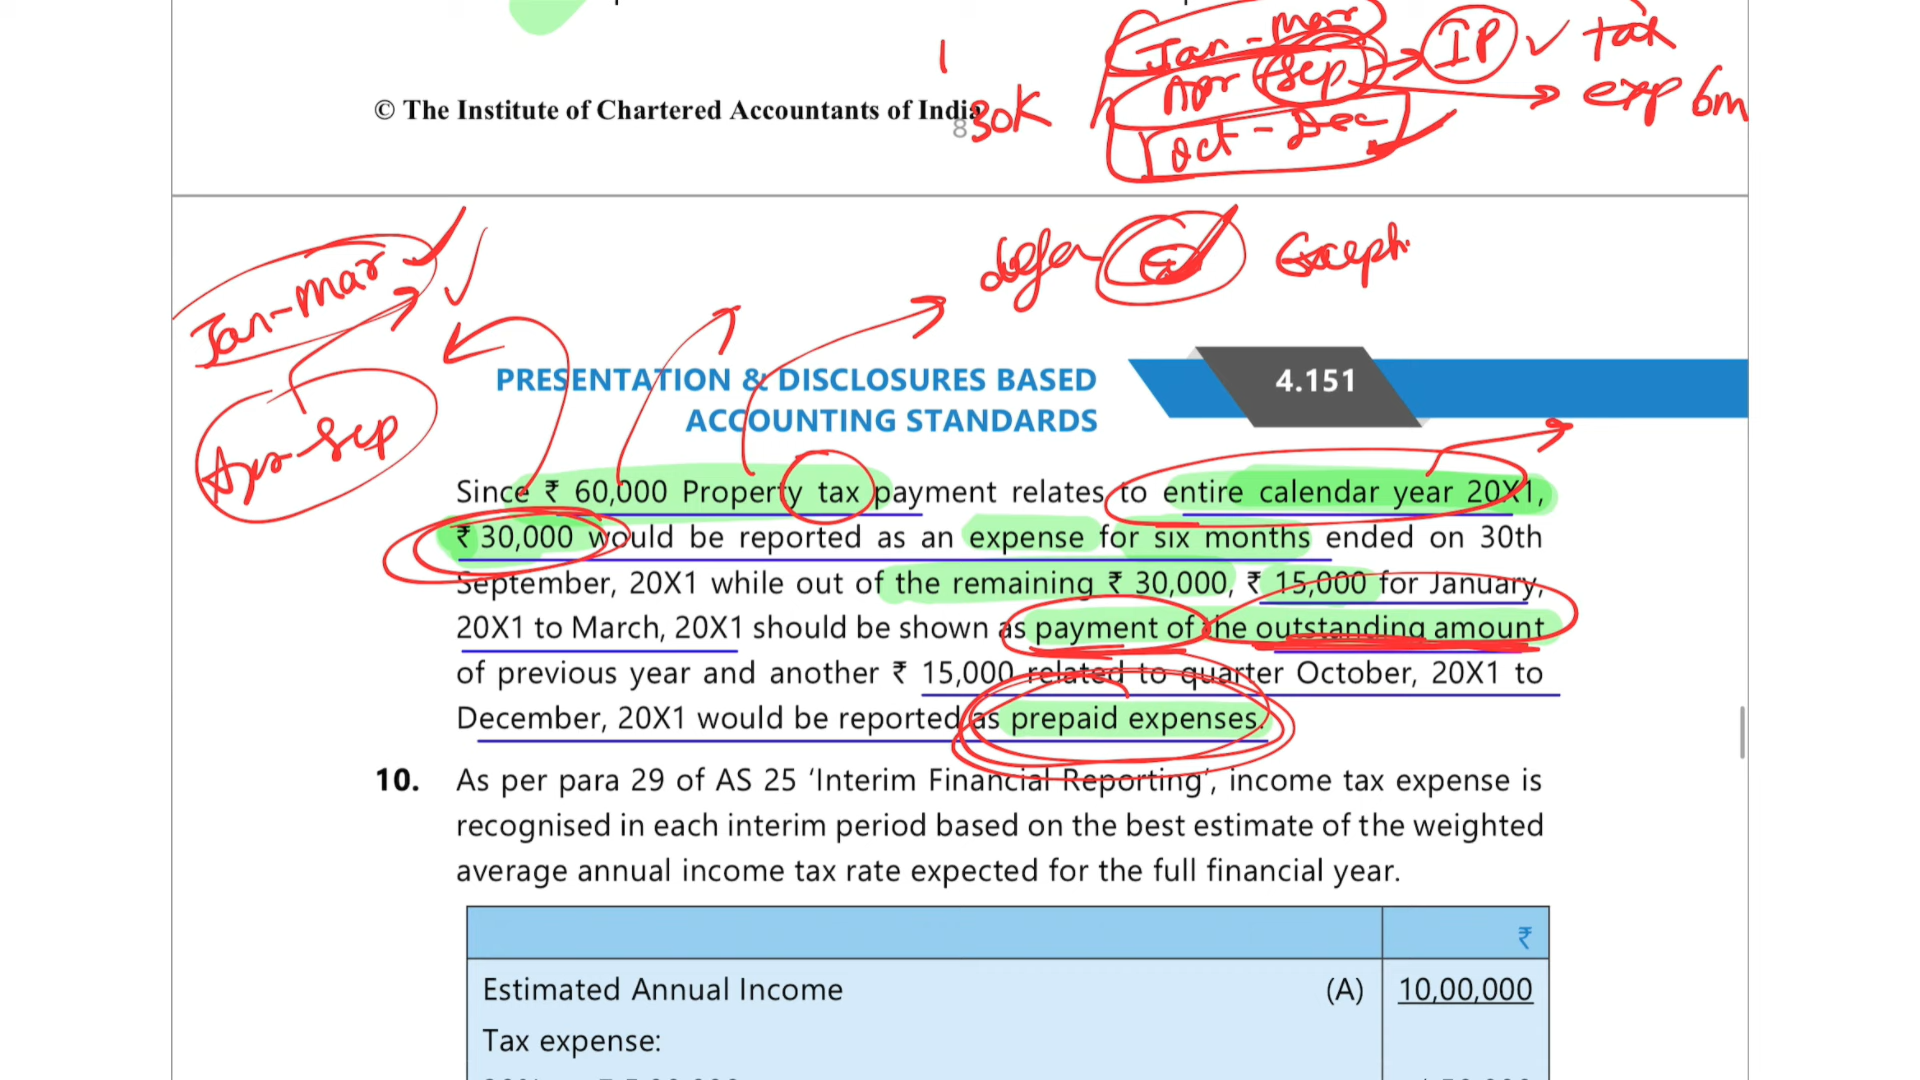 Jan - Mar
Apr - Sep → IP ✓ tax
→ exp 6m
Oct - Dec
30K
© The Institute of Chartered Accountants of India
8
Jan-Mar
Apr-Sep
defer
PRESENTATION & DISCLOSURES BASED
ACCOUNTING STANDARDS
4.151
Since ₹ 60,000 Property tax payment relates to entire calendar year 20X1,
₹ 30,000 would be reported as an expense for six months ended on 30th
September, 20X1 while out of the remaining ₹ 30,000, ₹ 15,000 for January,
20X1 to March, 20X1 should be shown as payment of the outstanding amount
of previous year and another ₹ 15,000 related to quarter October, 20X1 to
December, 20X1 would be reported as prepaid expenses.
10. As per para 29 of AS 25 ‘Interim Financial Reporting’, income tax expense is
recognised in each interim period based on the best estimate of the weighted
average annual income tax rate expected for the full financial year.
₹
Estimated Annual Income (A) 10,00,000
Tax expense: